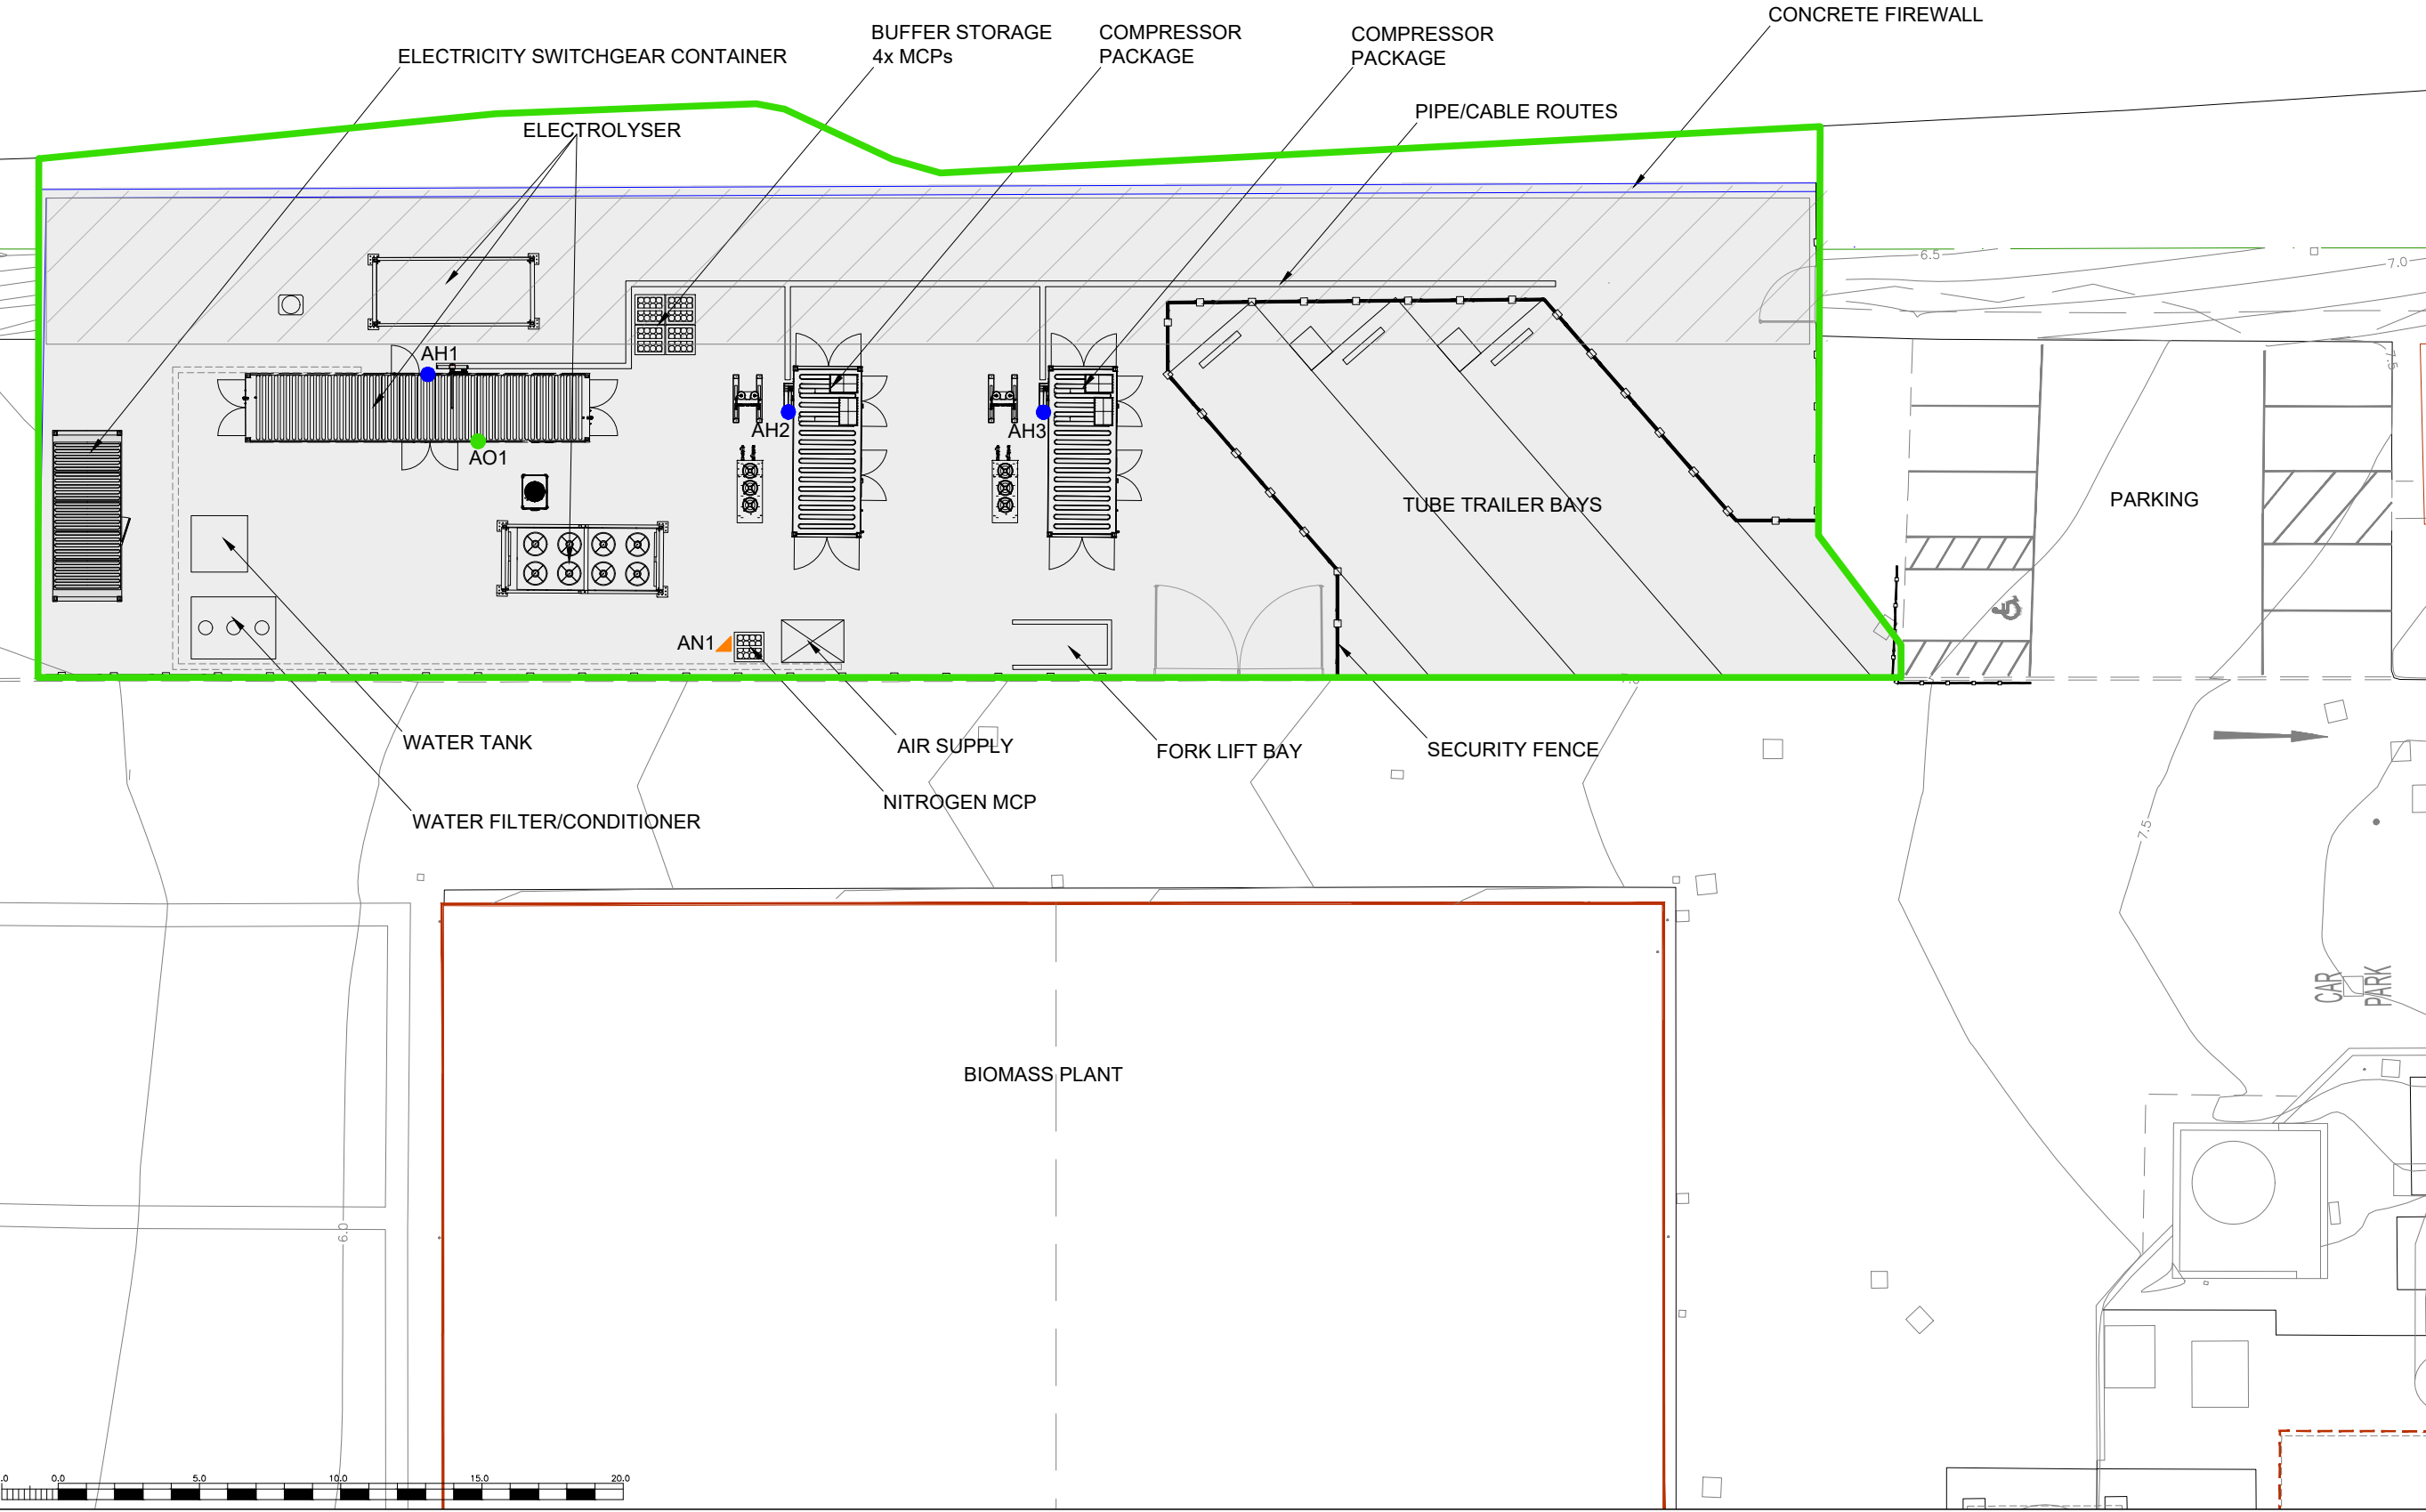 CONCRETE FIREWALL
BUFFER STORAGE
4x MCPs
COMPRESSOR
PACKAGE
COMPRESSOR
PACKAGE
ELECTRICITY SWITCHGEAR CONTAINER
PIPE/CABLE ROUTES
ELECTROLYSER
6.5
7.0
7.5
AH1
AH2
AH3
AO1
TUBE TRAILER BAYS
PARKING
AN1
WATER TANK
AIR SUPPLY
FORK LIFT BAY
SECURITY FENCE
NITROGEN MCP
WATER FILTER/CONDITIONER
7.5
CAR PARK
BIOMASS PLANT
6.0
0.0
5.0
10.0
15.0
20.0